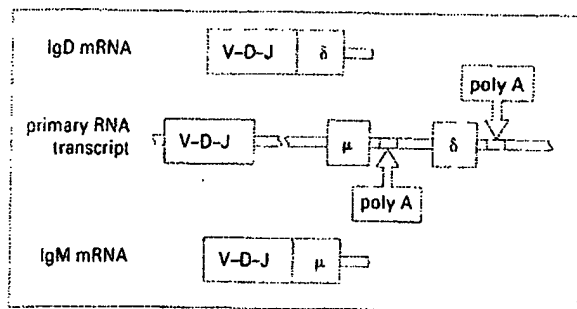 IgD mRNA
V–D–J δ
poly A
primary RNA
transcript
V–D–J μ δ
poly A
IgM mRNA
V–D–J μ